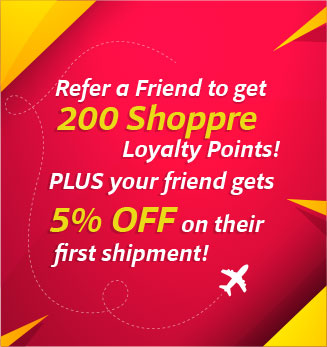 Refer a Friend to get
200 Shoppre
Loyalty Points!
PLUS your friend gets
5% OFF on their
first shipment!